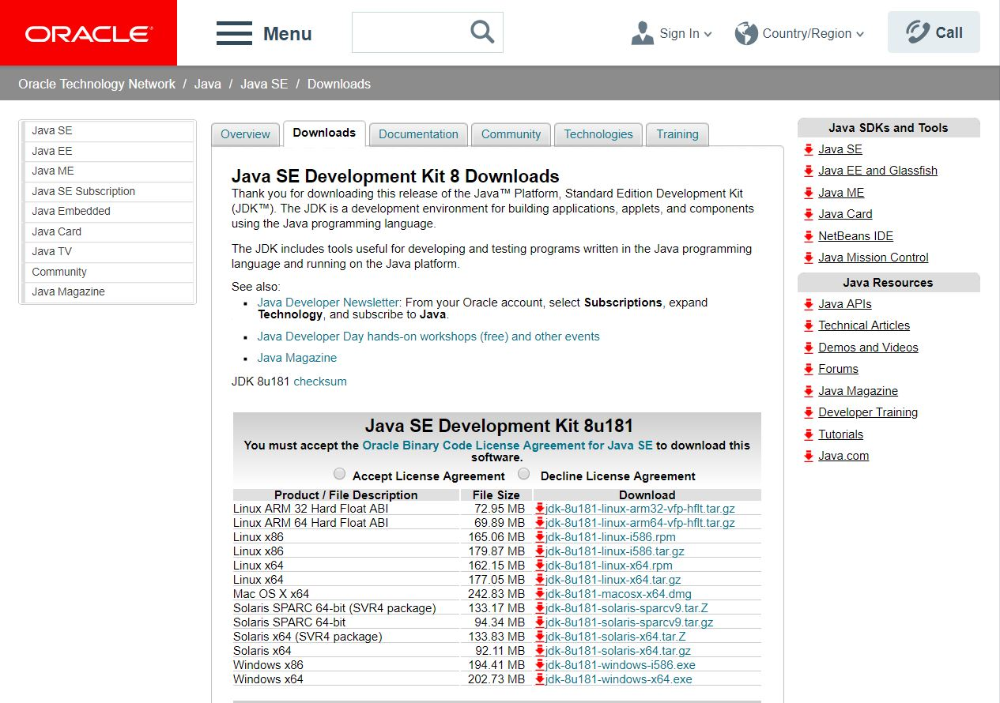 ORACLE
Menu
Sign In
Country/Region
Call
Oracle Technology Network / Java / Java SE / Downloads
Java SE
Java EE
Java ME
Java SE Subscription
Java Embedded
Java Card
Java TV
Community
Java Magazine
Overview
Downloads
Documentation
Community
Technologies
Training
Java SE Development Kit 8 Downloads
Thank you for downloading this release of the Java™ Platform, Standard Edition Development Kit
(JDK™). The JDK is a development environment for building applications, applets, and components
using the Java programming language.
The JDK includes tools useful for developing and testing programs written in the Java programming
language and running on the Java platform.
See also:
Java Developer Newsletter: From your Oracle account, select Subscriptions, expand
Technology, and subscribe to Java.
Java Developer Day hands-on workshops (free) and other events
Java Magazine
JDK 8u181 checksum
Java SE Development Kit 8u181
You must accept the Oracle Binary Code License Agreement for Java SE to download this
software.
Accept License Agreement Decline License Agreement
Product / File Description File Size Download
Linux ARM 32 Hard Float ABI 72.95 MB jdk-8u181-linux-arm32-vfp-hflt.tar.gz
Linux ARM 64 Hard Float ABI 69.89 MB jdk-8u181-linux-arm64-vfp-hflt.tar.gz
Linux x86 165.06 MB jdk-8u181-linux-i586.rpm
Linux x86 179.87 MB jdk-8u181-linux-i586.tar.gz
Linux x64 162.15 MB jdk-8u181-linux-x64.rpm
Linux x64 177.05 MB jdk-8u181-linux-x64.tar.gz
Mac OS X x64 242.83 MB jdk-8u181-macosx-x64.dmg
Solaris SPARC 64-bit (SVR4 package) 133.17 MB jdk-8u181-solaris-sparcv9.tar.Z
Solaris SPARC 64-bit 94.34 MB jdk-8u181-solaris-sparcv9.tar.gz
Solaris x64 (SVR4 package) 133.83 MB jdk-8u181-solaris-x64.tar.Z
Solaris x64 92.11 MB jdk-8u181-solaris-x64.tar.gz
Windows x86 194.41 MB jdk-8u181-windows-i586.exe
Windows x64 202.73 MB jdk-8u181-windows-x64.exe
Java SDKs and Tools
Java SE
Java EE and Glassfish
Java ME
Java Card
NetBeans IDE
Java Mission Control
Java Resources
Java APIs
Technical Articles
Demos and Videos
Forums
Java Magazine
Developer Training
Tutorials
Java.com